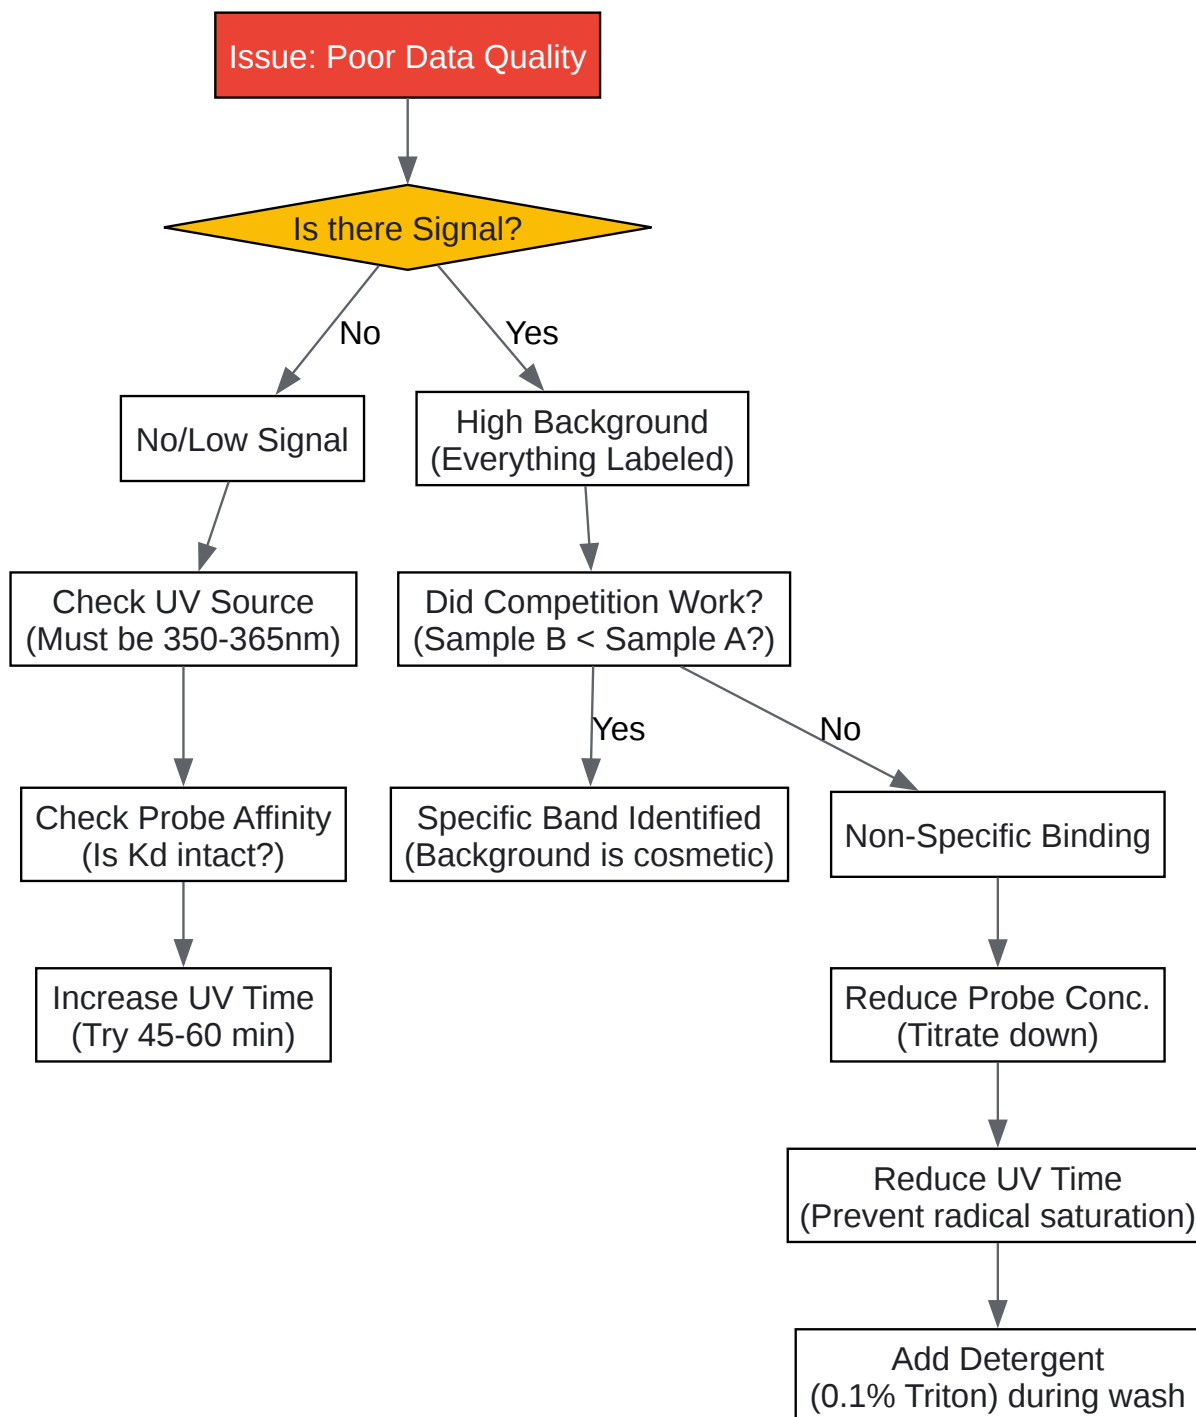 Issue: Poor Data Quality
Is there Signal?
No
Yes
No/Low Signal
High Background
(Everything Labeled)
Check UV Source
(Must be 350-365nm)
Did Competition Work?
(Sample B < Sample A?)
Yes
No
Check Probe Affinity
(Is Kd intact?)
Specific Band Identified
(Background is cosmetic)
Non-Specific Binding
Increase UV Time
(Try 45-60 min)
Reduce Probe Conc.
(Titrate down)
Reduce UV Time
(Prevent radical saturation)
Add Detergent
(0.1% Triton) during wash